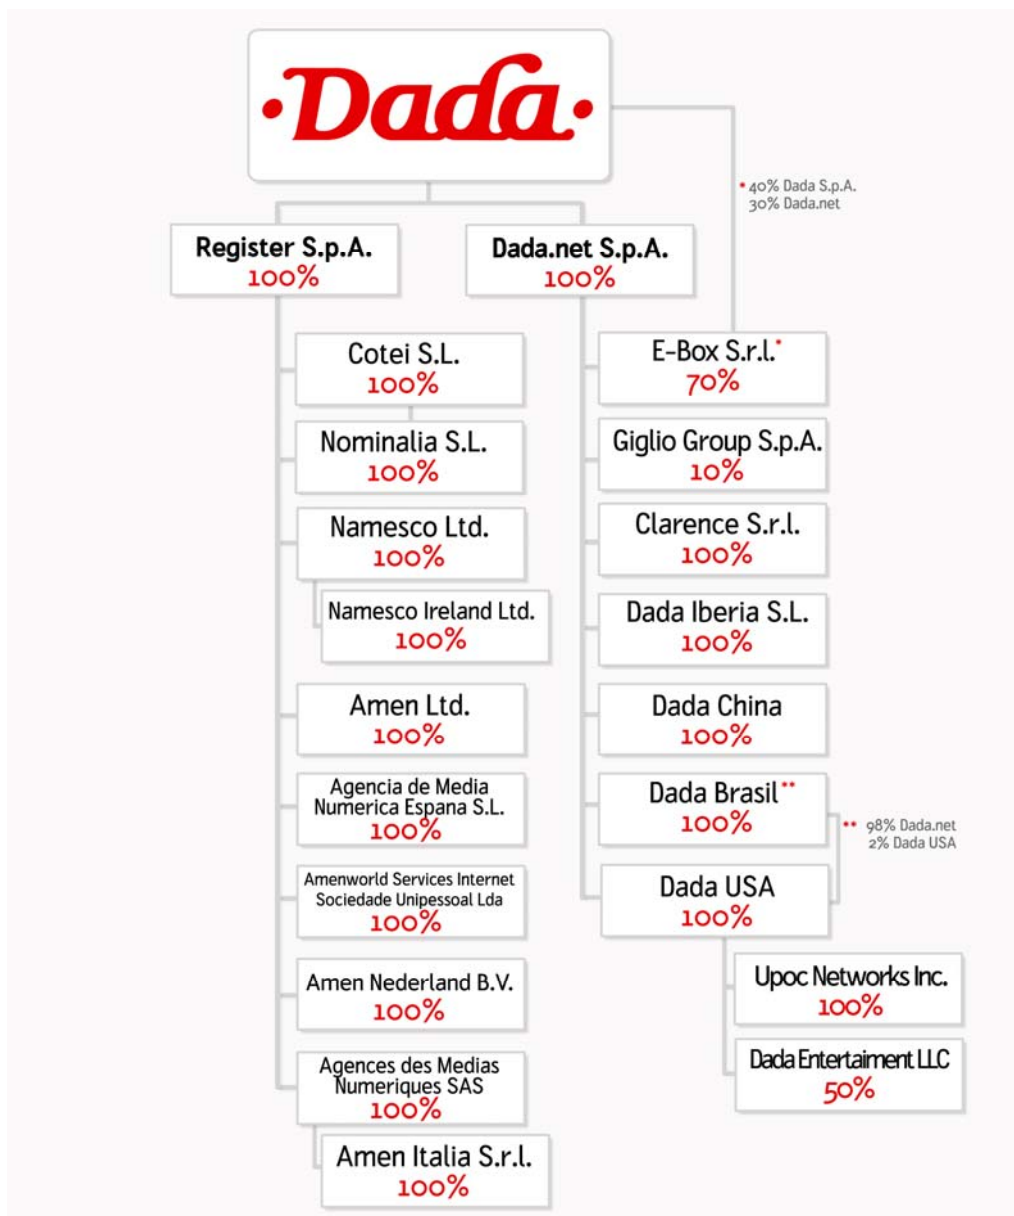 Dada.
* 40% Dada S.p.A.
30% Dada.net
Register S.p.A.
100%
Dada.net S.p.A.
100%
Cotei S.L.
100%
Nominalia S.L.
100%
Namesco Ltd.
100%
Namesco Ireland Ltd.
100%
Amen Ltd.
100%
Agencia de Media
Numerica Espana S.L.
100%
Amenworld Services Internet
Sociedade Unipessoal Lda
100%
Amen Nederland B.V.
100%
Agences des Medias
Numeriques SAS
100%
Amen Italia S.r.l.
100%
E-Box S.r.l.*
70%
Giglio Group S.p.A.
10%
Clarence S.r.l.
100%
Dada Iberia S.L.
100%
Dada China
100%
Dada Brasil**
100%
** 98% Dada.net
2% Dada USA
Dada USA
100%
Upoc Networks Inc.
100%
Dada Entertaiment LLC
50%